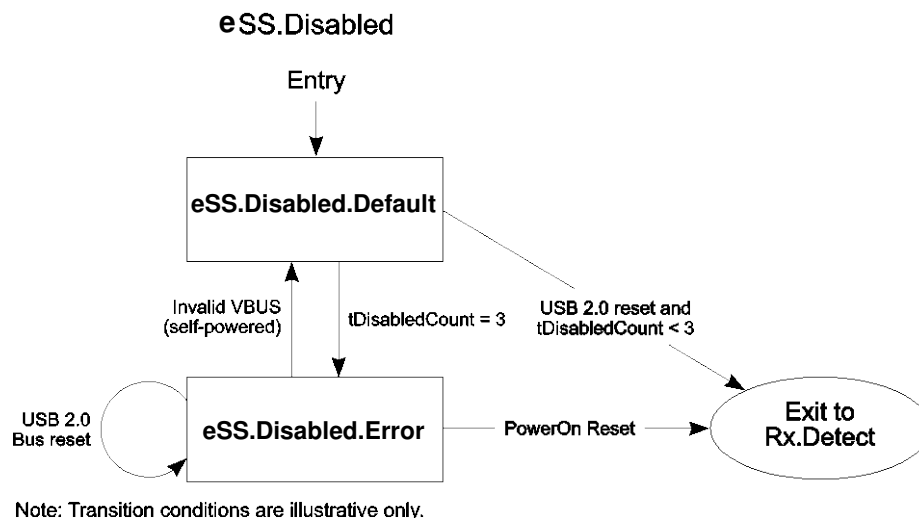 eSS.Disabled
Entry
eSS.Disabled.Default
Invalid VBUS
(self-powered)
tDisabledCount = 3
USB 2.0 reset and
tDisabledCount < 3
USB 2.0
Bus reset
eSS.Disabled.Error
PowerOn Reset
Exit to
Rx.Detect
Note: Transition conditions are illustrative only.